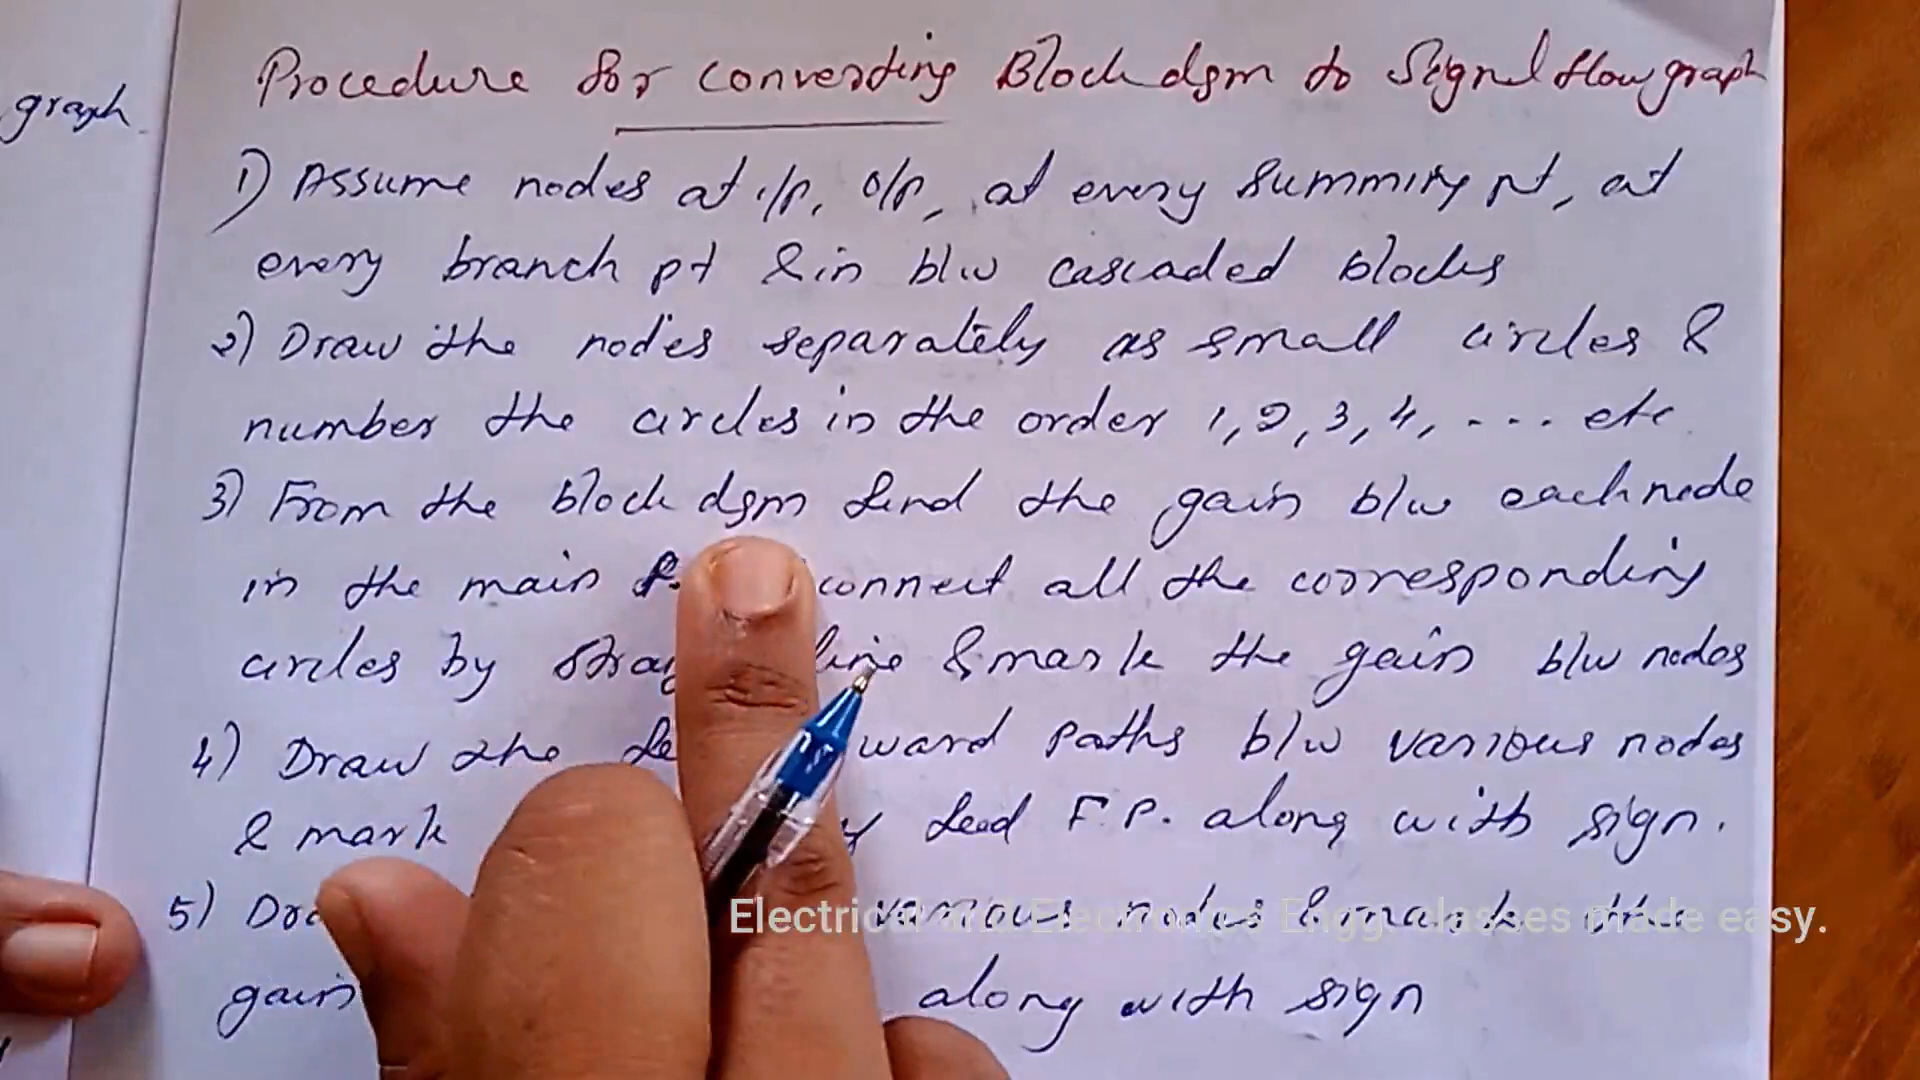 graph
Procedure for converting Block dgm to Signal flow graph
1) Assume nodes at i/p, o/p, at every summing pt, at
every branch pt & in b/w cascaded blocks
2) Draw the nodes separately as small circles &
number the circles in the order 1, 2, 3, 4, .... etc
3) From the block dgm find the gain b/w each node
in the main connect all the corresponding
circles by line & mark the gain b/w nodes
4) Draw the ward paths b/w various nodes
& mark feed F.P. along with sign.
5) various nodes & mark the
Electrical and Electronics Engg, classes made easy.
gain along with sign